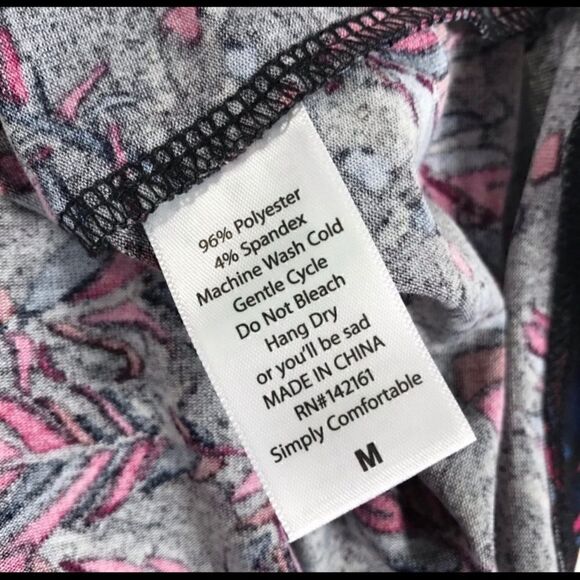 96% Polyester
4% Spandex
Machine Wash Cold
Gentle Cycle
Do Not Bleach
Hang Dry
or you'll be sad
MADE IN CHINA
RN#142161
Simply Comfortable
M